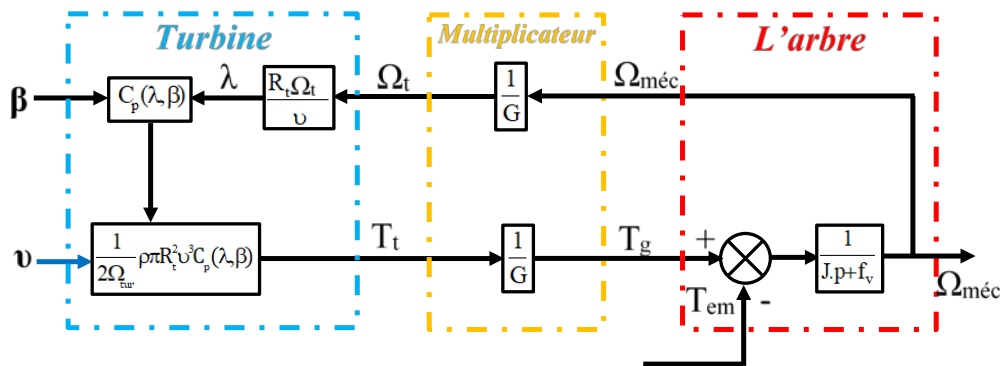 Turbine
Multiplicateur
L'arbre
β
C_p(λ,β)
λ
R_tΩ_t
υ
Ω_t
1
G
Ω_méc
υ
1
2Ω_tur
ρπR_t²υ³C_p(λ,β)
T_t
1
G
T_g
+
T_em
-
1
J.p+f_v
Ω_méc